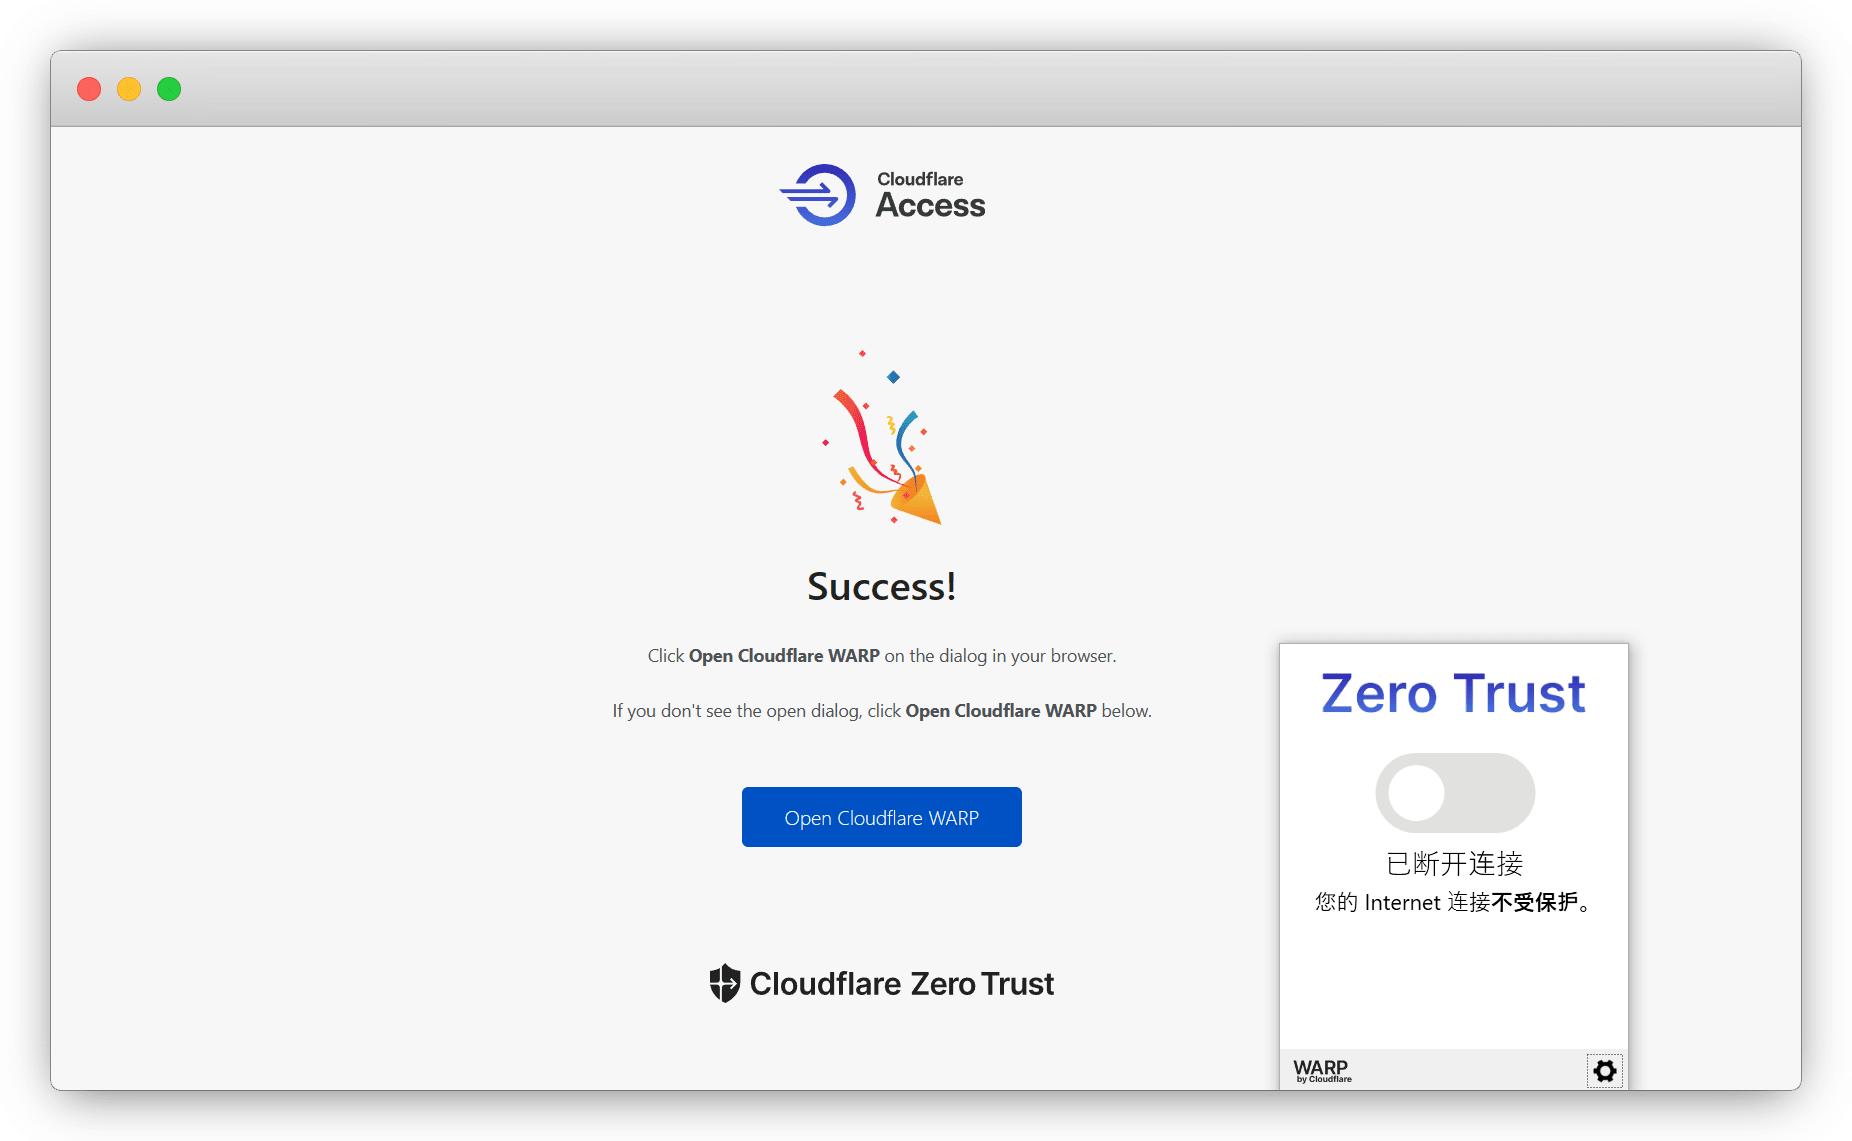 Cloudflare
Access
Success!
Click Open Cloudflare WARP on the dialog in your browser.
If you don't see the open dialog, click Open Cloudflare WARP below.
Open Cloudflare WARP
Cloudflare Zero Trust
Zero Trust
已断开连接
您的 Internet 连接不受保护。
WARP
by Cloudflare